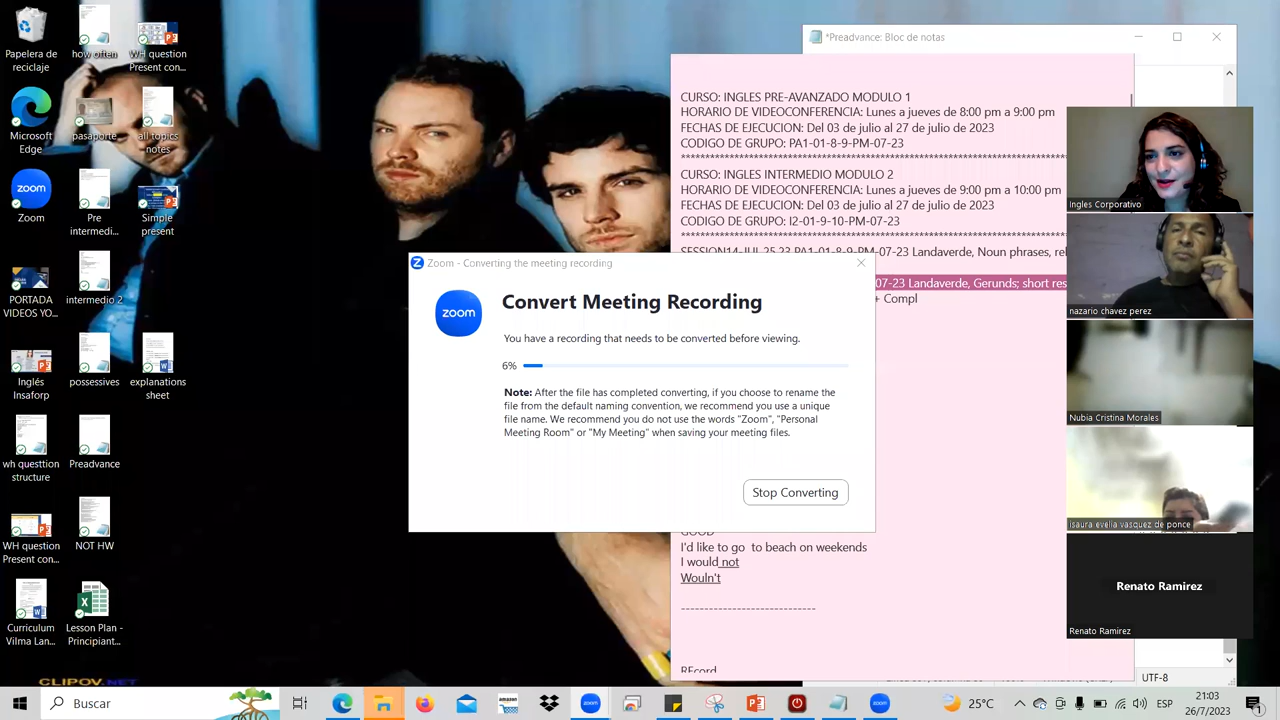 Papelera de
reciclaje
how often
WH question
Present con...
Microsoft
Edge
pasaporte
all topics
notes
Zoom
Pre
intermedi...
Simple
present
PORTADA
VIDEOS YO...
intermedio 2
Inglés
Insaforp
possessives
explanations
sheet
wh questtion
structure
Preadvance
WH question
Present con...
NOT HW
Curriculum
Vilma Lan...
Lesson Plan -
Principiant...
CLIPOV.NET
*Preadvance: Bloc de notas
CURSO: INGLES PRE-AVANZADO MODULO 1
HORARIO DE VIDEOCONFERENCIA: Lunes a jueves de 8:00 pm a 9:00 pm
FECHAS DE EJECUCION: Del 03 de julio al 27 de julio de 2023
CODIGO DE GRUPO: PA1-01-8-9-PM-07-23
CURSO: INGLES INTERMEDIO MODULO 2
HORARIO DE VIDEOCONFERENCIA: Lunes a jueves de 9:00 pm a 10:00 pm
FECHAS DE EJECUCION: Del 03 de julio al 27 de julio de 2023
CODIGO DE GRUPO: I2-01-9-10-PM-07-23
SESSION14-JUL-25-23 PA1-01-8-9-PM-07-23 Landaverde, Noun phrases, rel
07-23 Landaverde, Gerunds; short res
+ Compl
Zoom - Converting the meeting recording
zoom
Convert Meeting Recording
You have a recording that needs to be converted before viewing.
6%
Note: After the file has completed converting, if you choose to rename the
file from the default naming convention, we recommend you use a unique
file name. We recommend you do not use the words "Zoom", "Personal
Meeting Room" or "My Meeting" when saving your meeting files.
Stop Converting
GOOD
I'd like to go to beach on weekends
I would not
Wouln't
----------------------------
REcord
Ingles Corporativo
nazario chavez perez
Nubia Cristina Morales
isaura evelia vasquez de ponce
Renato Ramirez
Renato Ramirez
UTF-8
Buscar
25°C
ESP
21:03
26/7/2023